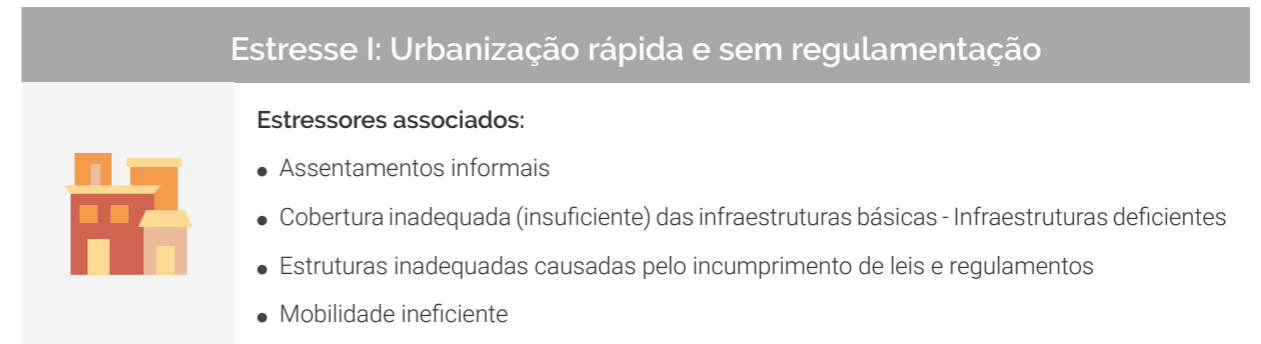 Estresse I: Urbanização rápida e sem regulamentação
Estressores associados:
● Assentamentos informais
● Cobertura inadequada (insuficiente) das infraestruturas básicas - Infraestruturas deficientes
● Estruturas inadequadas causadas pelo incumprimento de leis e regulamentos
● Mobilidade ineficiente